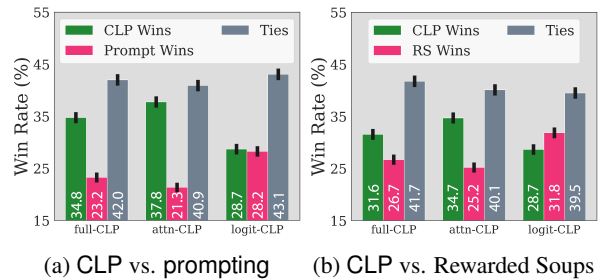 55
45
35
25
15
Win Rate (%)
CLP Wins
Prompt Wins
Ties
34.8
23.2
42.0
37.8
21.3
40.9
28.7
28.2
43.1
full-CLP
attn-CLP
logit-CLP
(a) CLP vs. prompting
55
45
35
25
15
Win Rate (%)
CLP Wins
RS Wins
Ties
31.6
26.7
41.7
34.7
25.2
40.1
28.7
31.8
39.5
full-CLP
attn-CLP
logit-CLP
(b) CLP vs. Rewarded Soups